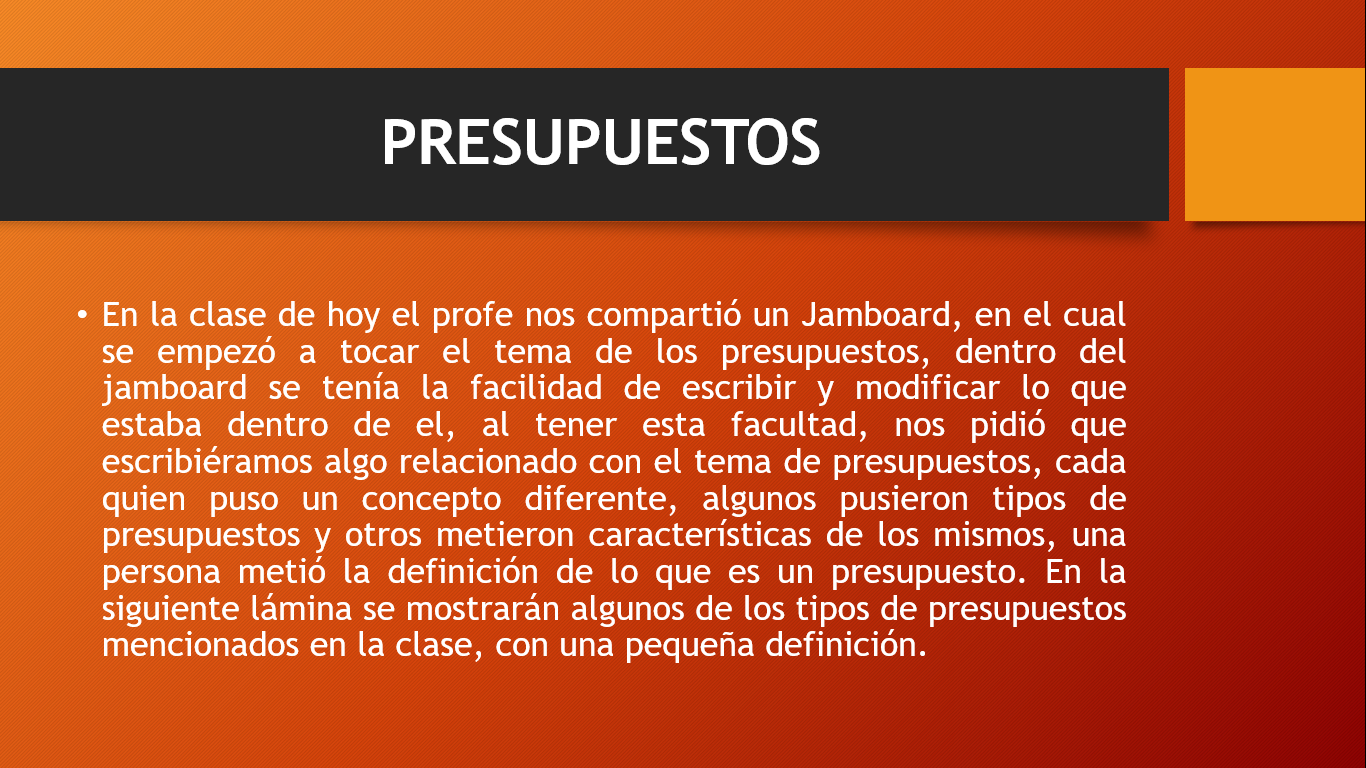 PRESUPUESTOS
• En la clase de hoy el profe nos compartió un Jamboard, en el cual
se empezó a tocar el tema de los presupuestos, dentro del
jamboard se tenía la facilidad de escribir y modificar lo que
estaba dentro de el, al tener esta facultad, nos pidió que
escribiéramos algo relacionado con el tema de presupuestos, cada
quien puso un concepto diferente, algunos pusieron tipos de
presupuestos y otros metieron características de los mismos, una
persona metió la definición de lo que es un presupuesto. En la
siguiente lámina se mostrarán algunos de los tipos de presupuestos
mencionados en la clase, con una pequeña definición.